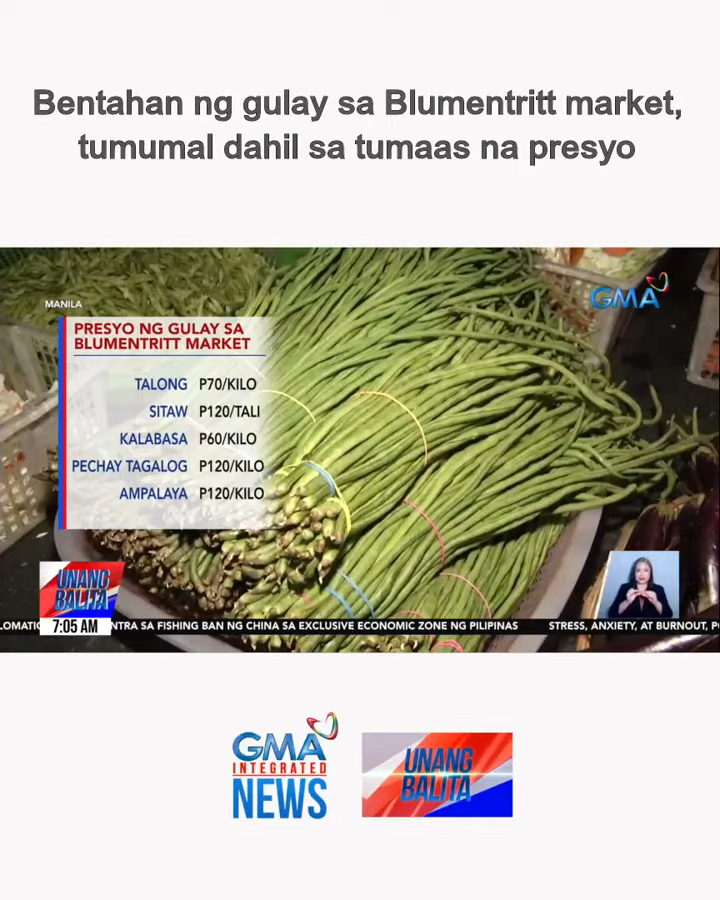 Bentahan ng gulay sa Blumentritt market,
tumumal dahil sa tumaas na presyo
MANILA
GMA
PRESYO NG GULAY SA
BLUMENTRITT MARKET
TALONG P70/KILO
SITAW P120/TALI
KALABASA P60/KILO
PECHAY TAGALOG P120/KILO
AMPALAYA P120/KILO
UNANG
BALITA
7:05 AM
LOMATIC NTRA SA FISHING BAN NG CHINA SA EXCLUSIVE ECONOMIC ZONE NG PILIPINAS STRESS, ANXIETY, AT BURNOUT, P
GMA
INTEGRATED
NEWS
UNANG
BALITA